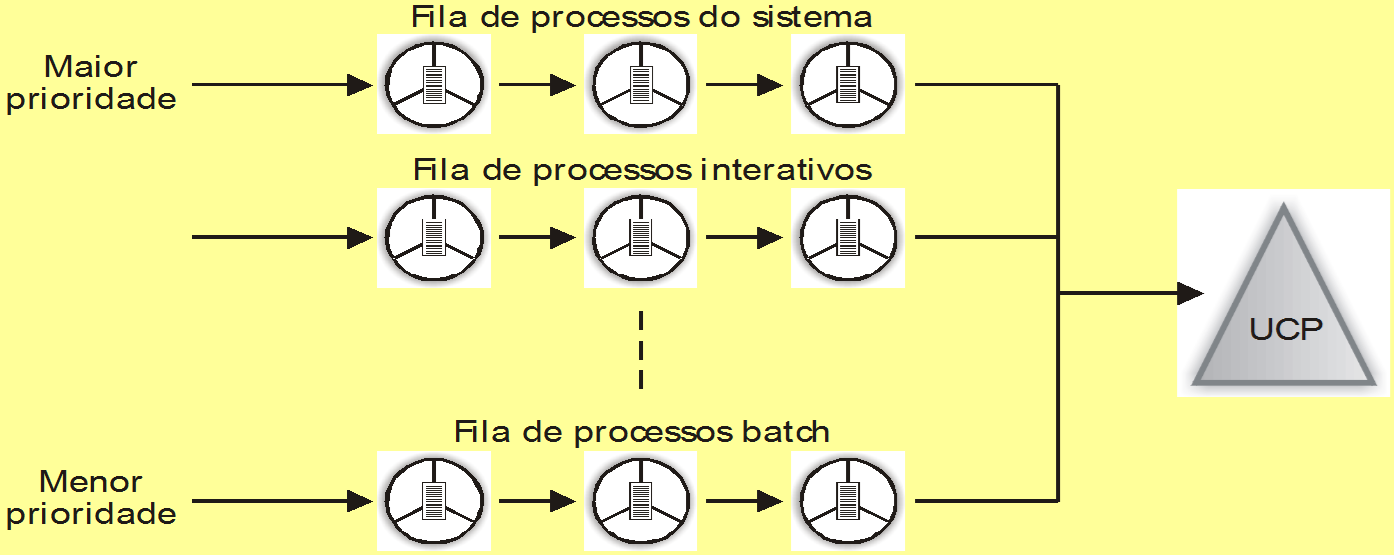 Fila de processos do sistema
Maior
prioridade
Fila de processos interativos
UCP
Fila de processos batch
Menor
prioridade